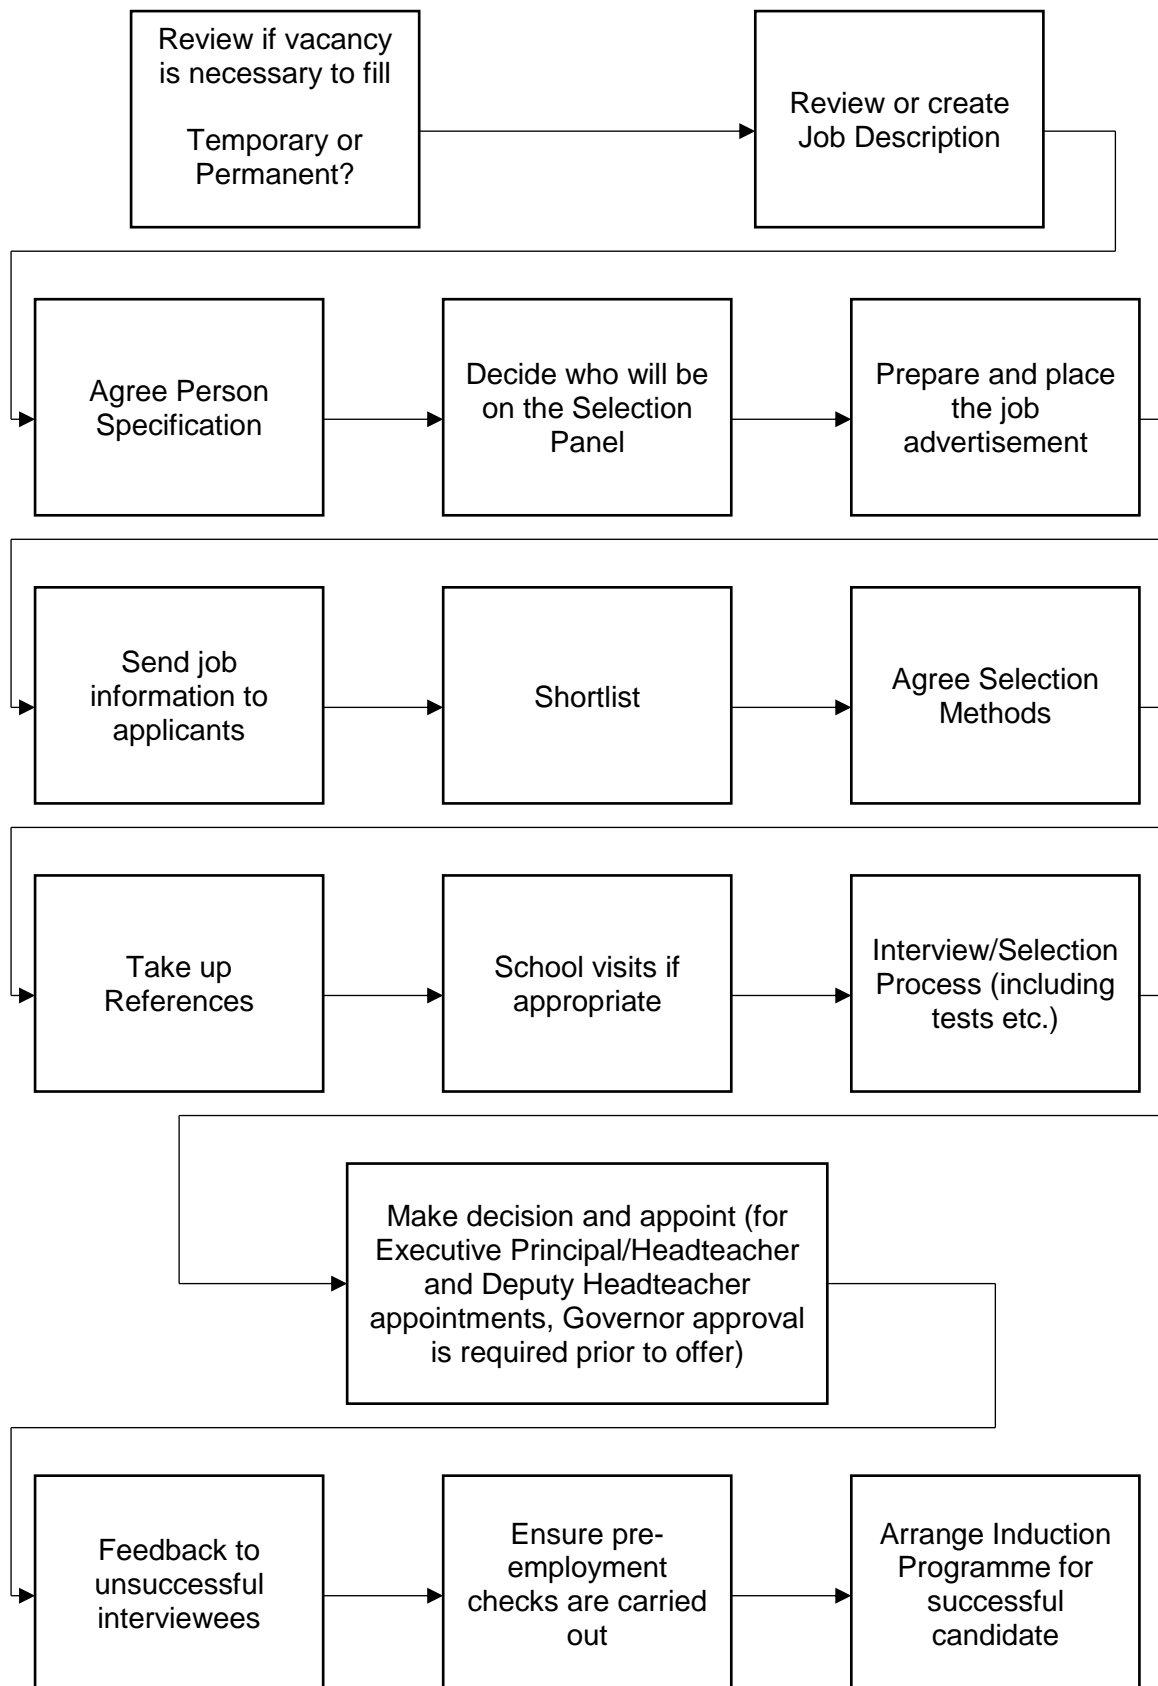 Review if vacancy
is necessary to fill
Temporary or
Permanent?
Review or create
Job Description
Agree Person
Specification
Decide who will be
on the Selection
Panel
Prepare and place
the job
advertisement
Send job
information to
applicants
Shortlist
Agree Selection
Methods
Take up
References
School visits if
appropriate
Interview/Selection
Process (including
tests etc.)
Make decision and appoint (for
Executive Principal/Headteacher
and Deputy Headteacher
appointments, Governor approval
is required prior to offer)
Feedback to
unsuccessful
interviewees
Ensure pre-
employment
checks are carried
out
Arrange Induction
Programme for
successful
candidate